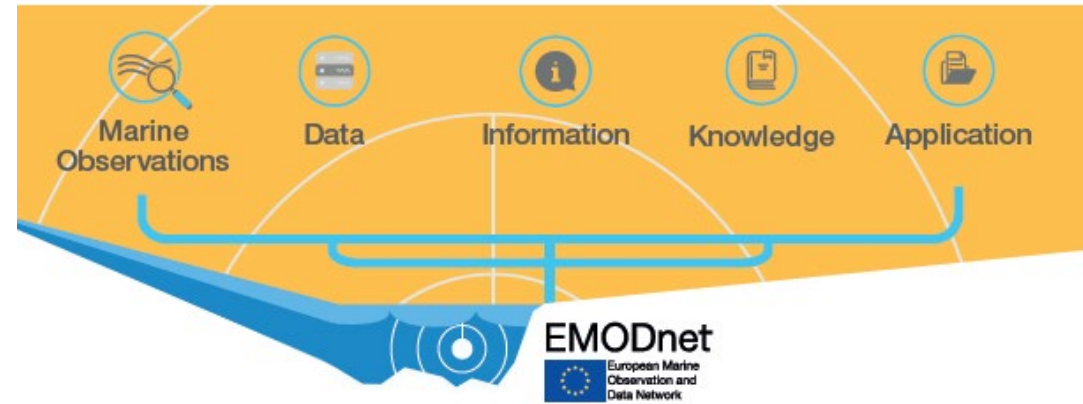 Marine
Observations
Data
Information
Knowledge
Application
EMODnet
European Marine
Observation and
Data Network